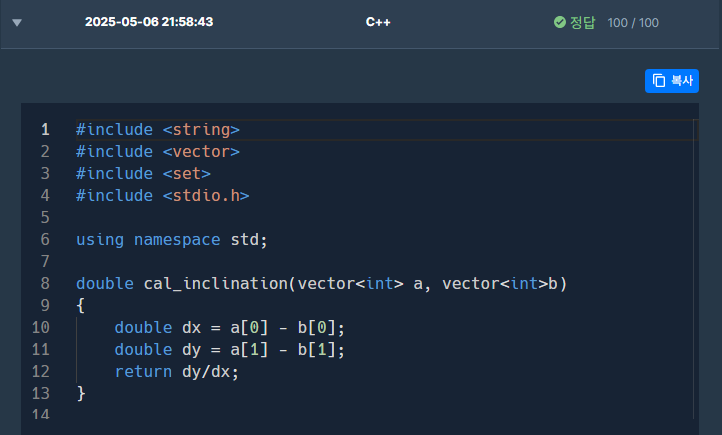 ▼ 2025-05-06 21:58:43 C++ 정답 100 / 100
복사
1 #include <string>
2 #include <vector>
3 #include <set>
4 #include <stdio.h>
5
6 using namespace std;
7
8 double cal_inclination(vector<int> a, vector<int>b)
9 {
10     double dx = a[0] - b[0];
11     double dy = a[1] - b[1];
12     return dy/dx;
13 }
14